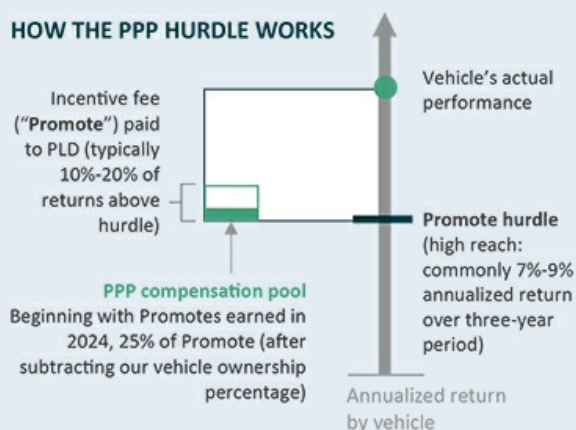 HOW THE PPP HURDLE WORKS
Incentive fee
("Promote") paid
to PLD (typically
10%-20% of
returns above
hurdle)
Vehicle's actual
performance
Promote hurdle
(high reach:
commonly 7%-9%
annualized return
over three-year
period)
PPP compensation pool
Beginning with Promotes earned in
2024, 25% of Promote (after
subtracting our vehicle ownership
percentage)
Annualized return
by vehicle